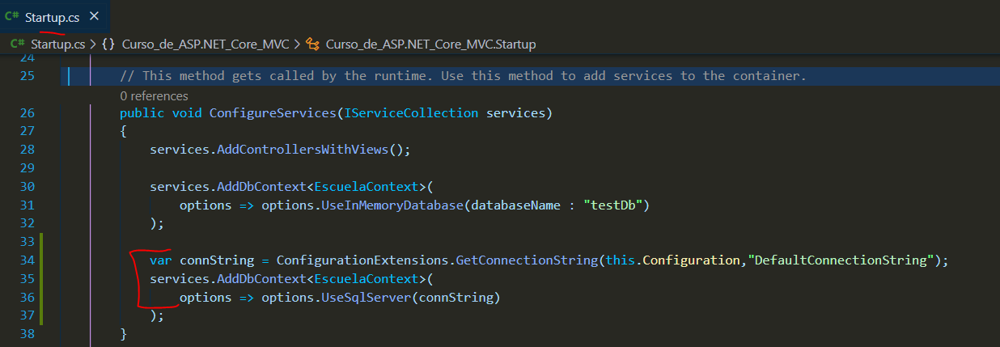 C# Startup.cs ×
C# Startup.cs > {} Curso_de_ASP.NET_Core_MVC > Curso_de_ASP.NET_Core_MVC.Startup
24
25 // This method gets called by the runtime. Use this method to add services to the container.
0 references
26 public void ConfigureServices(IServiceCollection services)
27 {
28 services.AddControllersWithViews();
29
30 services.AddDbContext<EscuelaContext>(
31 options => options.UseInMemoryDatabase(databaseName : "testDb")
32 );
33
34 var connString = ConfigurationExtensions.GetConnectionString(this.Configuration,"DefaultConnectionString");
35 services.AddDbContext<EscuelaContext>(
36 options => options.UseSqlServer(connString)
37 );
38 }